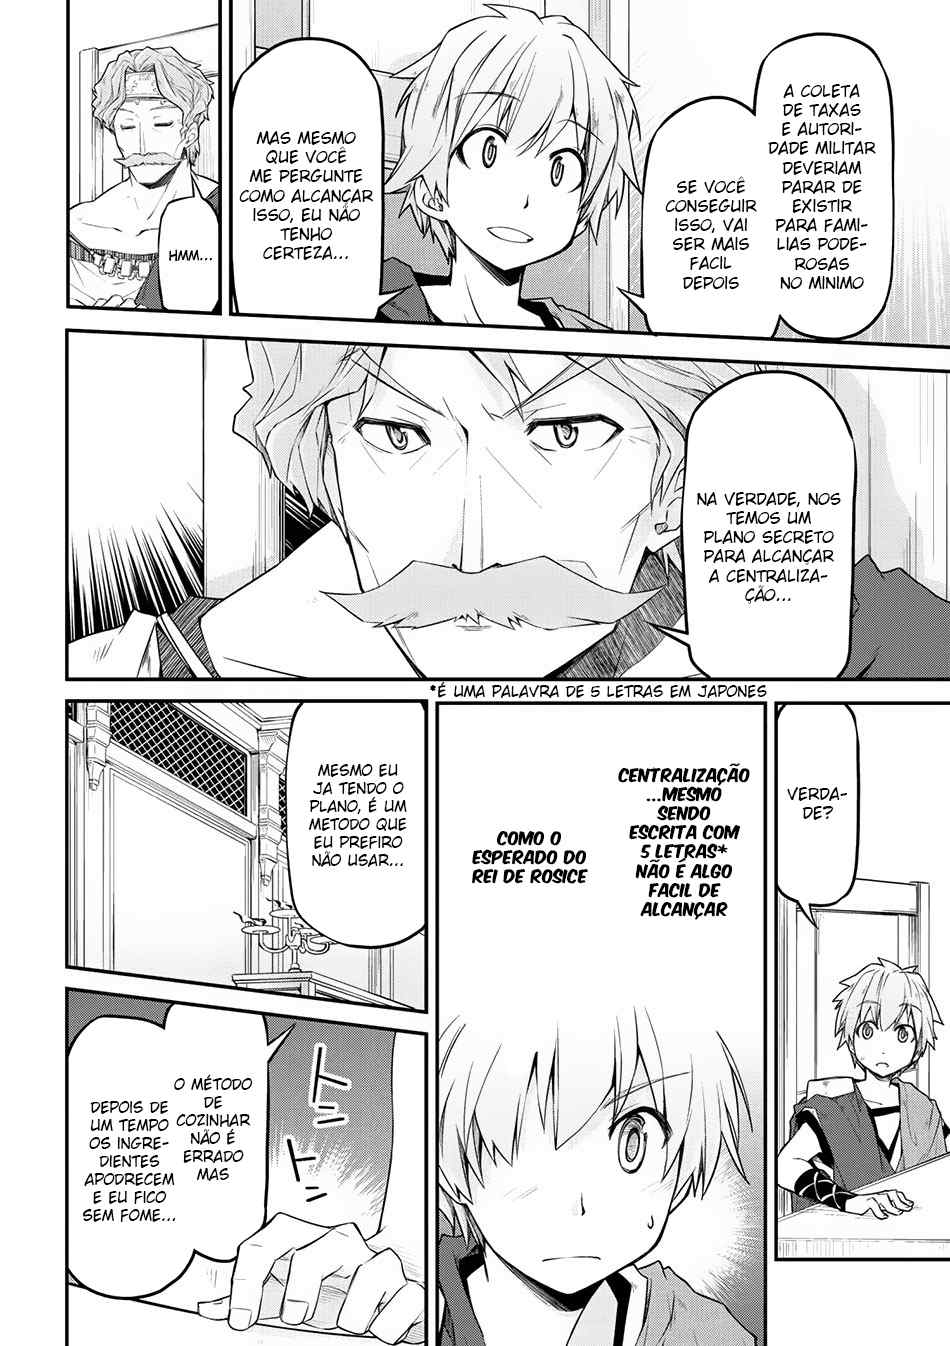 A COLETA
DE TAXAS
E AUTORI-
DADE MILITAR
DEVERIAM
PARAR DE
EXISTIR
PARA FAMI-
LIAS PODE-
ROSAS
NO MINIMO
SE VOCÊ
CONSEGUIR
ISSO, VAI
SER MAIS
FACIL
DEPOIS
MAS MESMO
QUE VOCÊ
ME PERGUNTE
COMO ALCANÇAR
ISSO, EU NÃO
TENHO
CERTEZA...
HMM...
NA VERDADE, NOS
TEMOS UM
PLANO SECRETO
PARA ALCANÇAR
A CENTRALIZA-
ÇÃO...
*É UMA PALAVRA DE 5 LETRAS EM JAPONES
VERDA-
DE?
CENTRALIZAÇÃO
...MESMO
SENDO
ESCRITA COM
5 LETRAS*
NÃO É ALGO
FACIL DE
ALCANÇAR
COMO O
ESPERADO DO
REI DE ROSICE
MESMO EU
JA TENDO O
PLANO, É UM
METODO QUE
EU PREFIRO
NÃO USAR...
O MÉTODO
DE
COZINHAR
NÃO É
ERRADO
MAS
DEPOIS DE
UM TEMPO
OS INGRE-
DIENTES
APODRECEM
E EU FICO
SEM FOME...
トン
トン